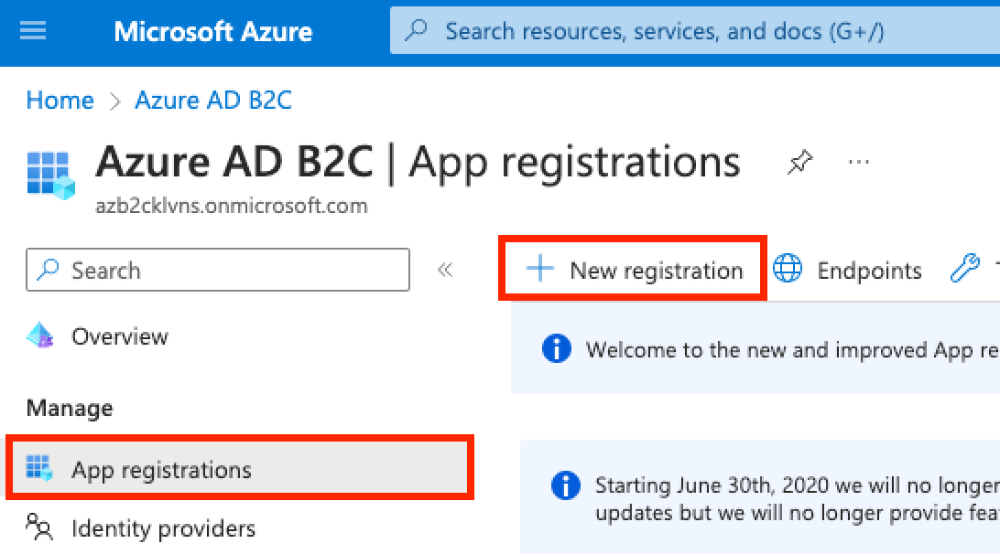 Microsoft Azure
Search resources, services, and docs (G+/)
Home > Azure AD B2C
Azure AD B2C | App registrations
azb2cklvns.onmicrosoft.com
Search
New registration
Endpoints
Overview
Welcome to the new and improved App re
Manage
App registrations
Starting June 30th, 2020 we will no longer
updates but we will no longer provide fea
Identity providers